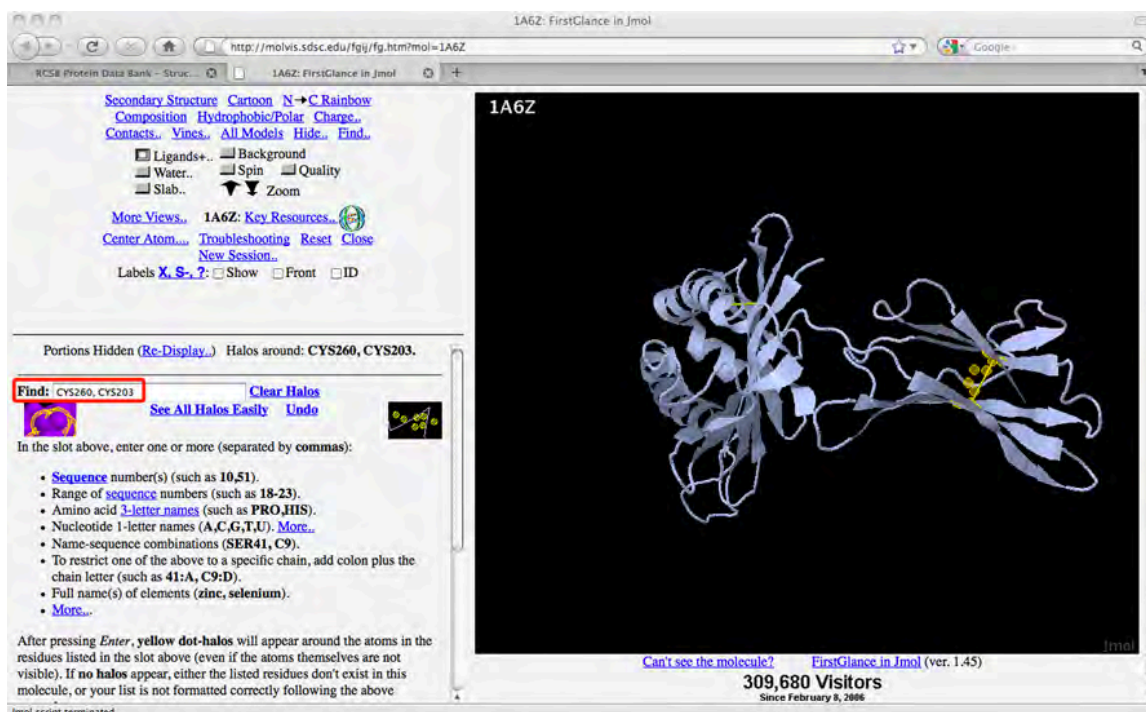 1A6Z: FirstGlance in Jmol
http://molvis.sdsc.edu/fgij/fg.htm?mol=1A6Z
Google
RCSB Protein Data Bank - Struc...
1A6Z: FirstGlance in Jmol
Secondary Structure Cartoon N→C Rainbow
Composition Hydrophobic/Polar Charge..
Contacts.. Vines.. All Models Hide.. Find..
Ligands+.. Background
Water.. Spin Quality
Slab.. Zoom
More Views.. 1A6Z: Key Resources..
Center Atom.... Troubleshooting Reset Close
New Session..
Labels X, S-, ?: Show Front ID
Portions Hidden (Re-Display..) Halos around: CYS260, CYS203.
Find: CYS260, CYS203 Clear Halos
See All Halos Easily Undo
In the slot above, enter one or more (separated by commas):
• Sequence number(s) (such as 10,51).
• Range of sequence numbers (such as 18-23).
• Amino acid 3-letter names (such as PRO,HIS).
• Nucleotide 1-letter names (A,C,G,T,U). More..
• Name-sequence combinations (SER41, C9).
• To restrict one of the above to a specific chain, add colon plus the
chain letter (such as 41:A, C9:D).
• Full name(s) of elements (zinc, selenium).
• More...
After pressing Enter, yellow dot-halos will appear around the atoms in the
residues listed in the slot above (even if the atoms themselves are not
visible). If no halos appear, either the listed residues don't exist in this
molecule, or your list is not formatted correctly following the above
Jmol script terminated
1A6Z
Jmol
Can't see the molecule? FirstGlance in Jmol (ver. 1.45)
309,680 Visitors
Since February 8, 2006